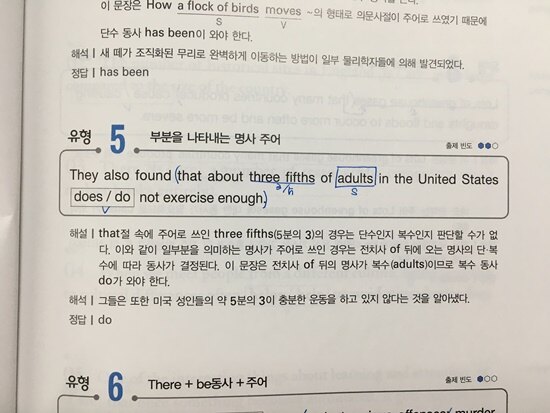 이 문장은 How a flock of birds moves ~의 형태로 의문사절이 주어로 쓰였기 때문에
S V
단수 동사 has been이 와야 한다.
해석 | 새 떼가 조직화된 무리로 완벽하게 이동하는 방법이 일부 물리학자들에 의해 발견되었다.
정답 | has been
유형 5 부분을 나타내는 명사 주어 출제 빈도
They also found (that about three fifths of adults in the United States
S
does / do not exercise enough)
해설 | that절 속에 주어로 쓰인 three fifths(5분의 3)의 경우는 단수인지 복수인지 판단할 수가 없
다. 이와 같이 일부분을 의미하는 명사가 주어로 쓰인 경우는 전치사 of 뒤에 오는 명사의 단·복
수에 따라 동사가 결정된다. 이 문장은 전치사 of 뒤의 명사가 복수(adults)이므로 복수 동사
do가 와야 한다.
해석 | 그들은 또한 미국 성인들의 약 5분의 3이 충분한 운동을 하고 있지 않다는 것을 알아냈다.
정답 | do
유형 6 There + be동사 + 주어 출제 빈도
murder